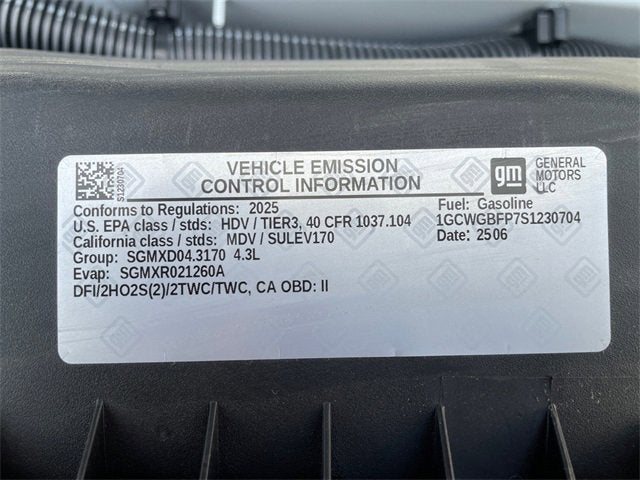 S1230704
VEHICLE EMISSION
CONTROL INFORMATION
gm
GENERAL
MOTORS
LLC
Conforms to Regulations: 2025
Fuel: Gasoline
U.S. EPA class / stds: HDV / TIER3, 40 CFR 1037.104
1GCWGBFP7S1230704
California class / stds: MDV / SULEV170
Date: 2506
Group: SGMXD04.3170 4.3L
Evap: SGMXR021260A
DFI/2HO2S(2)/2TWC/TWC, CA OBD: II